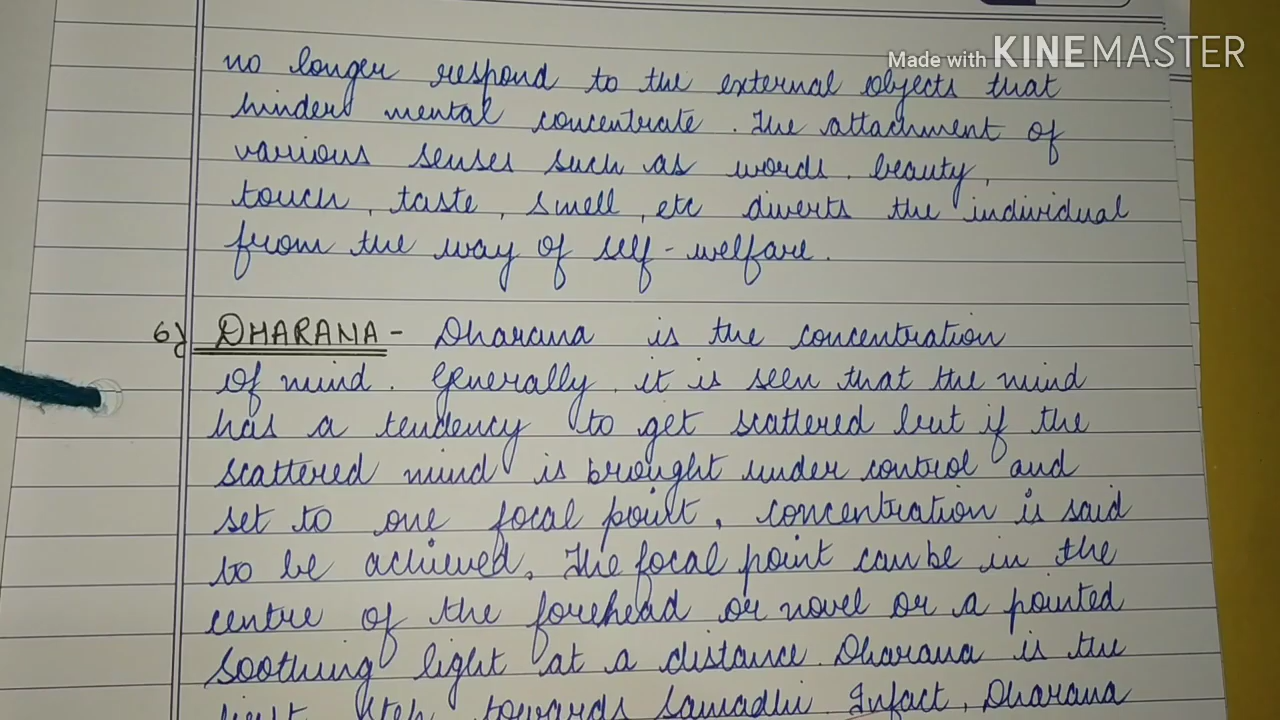 Made with KINEMASTER
no longer respond to the external objects that
hinders mental concentrate. The attachment of
various senses such as words, beauty,
touch, taste, smell, etc diverts the individual
from the way of self-welfare.
6) DHARANA - Dharana is the concentration
of mind. Generally, it is seen that the mind
has a tendency to get scattered but if the
scattered mind is brought under control and
set to one focal point, concentration is said
to be achieved. The focal point can be in the
centre of the forehead or novel or a pointed
soothing light at a distance. Dharana is the
first step towards Samadhi. Infact, Dharana